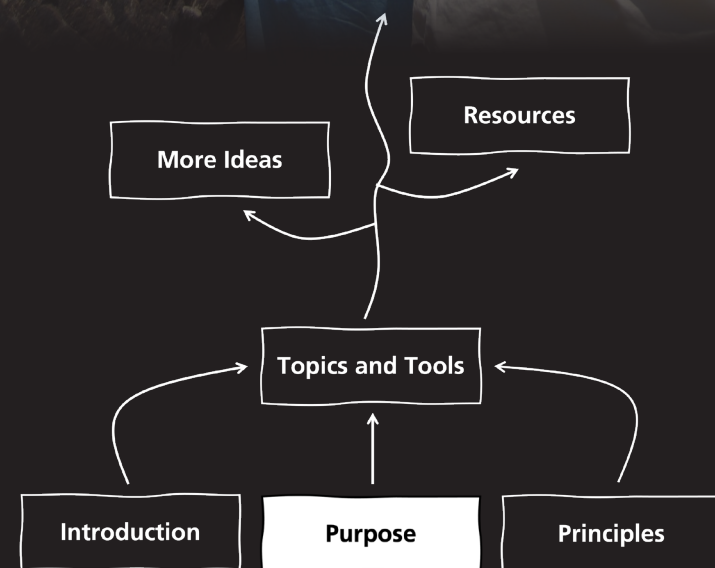 Resources
More Ideas
Topics and Tools
Introduction
Purpose
Principles